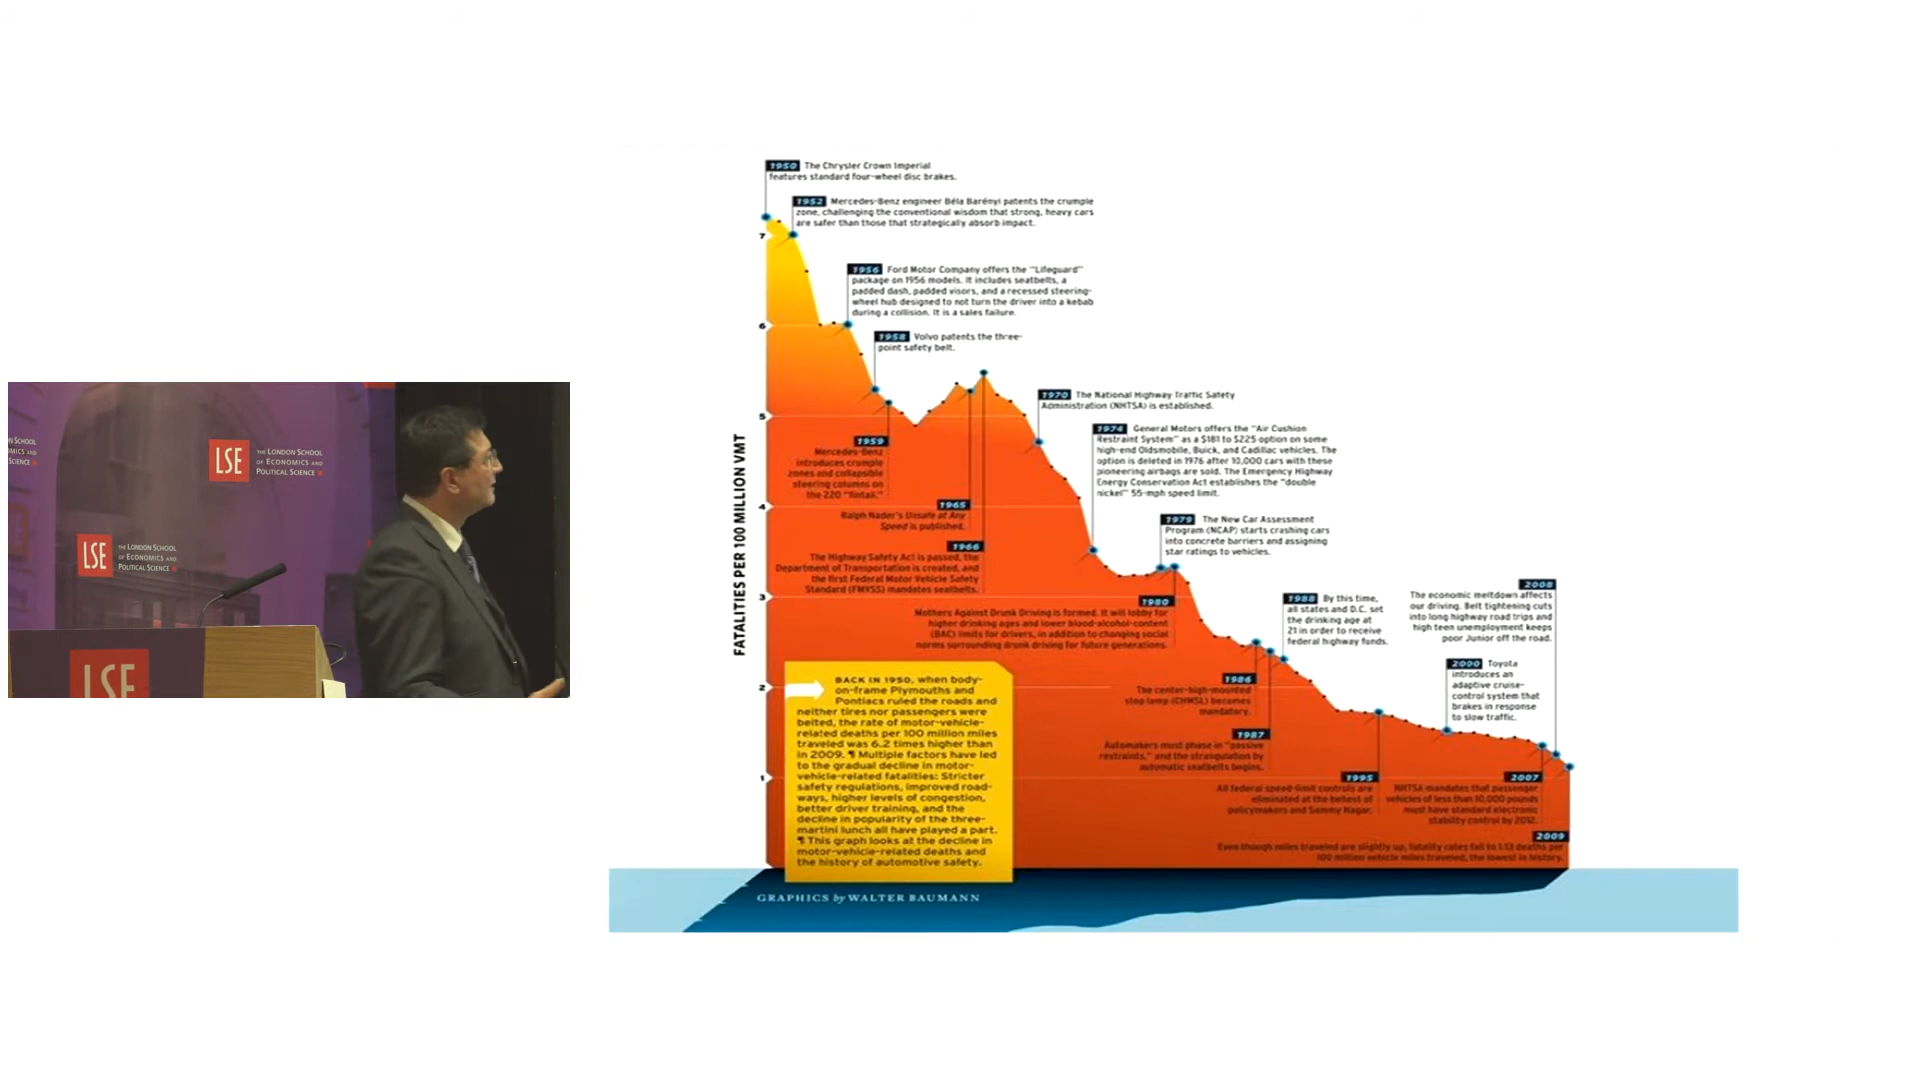 N SCHOOL
MICS AND
SCIENCE
LSE
THE LONDON SCHOOL
OF ECONOMICS AND
POLITICAL SCIENCE
LSE
THE LONDON SCHOOL
OF ECONOMICS AND
POLITICAL SCIENCE
LSE
1950 The Chrysler Crown Imperial
features standard four-wheel disc brakes.
1952 Mercedes-Benz engineer Béla Barényi patents the crumple
zone, challenging the conventional wisdom that strong, heavy cars
are safer than those that strategically absorb impact.
7
1956 Ford Motor Company offers the "Lifeguard"
package on 1956 models. It includes seatbelts, a
padded dash, padded visors, and a recessed steering-
wheel hub designed to not turn the driver into a kebab
during a collision. It is a sales failure.
6
1958 Volvo patents the three-
point safety belt.
1970 The National Highway Traffic Safety
Administration (NHTSA) is established.
5
1974 General Motors offers the "Air Cushion
Restraint System" as a $181 to $225 option on some
high-end Oldsmobile, Buick, and Cadillac vehicles. The
option is deleted in 1976 after 10,000 cars with these
pioneering airbags are sold. The Emergency Highway
Energy Conservation Act establishes the "double
nickel" 55-mph speed limit.
1959
Mercedes-Benz
introduces crumple
zones and collapsible
steering columns on
the 220 "fintail."
4
1965
Ralph Nader's Unsafe at Any
Speed is published.
1979 The New Car Assessment
Program (NCAP) starts crashing cars
into concrete barriers and assigning
star ratings to vehicles.
1966
The Highway Safety Act is passed, the
Department of Transportation is created, and
the first Federal Motor Vehicle Safety
Standard (FMVSS) mandates seatbelts.
FATALITIES PER 100 MILLION VMT
3
1980
Mothers Against Drunk Driving is formed. It will lobby for
higher drinking ages and lower blood-alcohol-content
(BAC) limits for drivers, in addition to changing social
norms surrounding drunk driving for future generations.
1988 By this time,
all states and D.C. set
the drinking age at
21 in order to receive
federal highway funds.
2008
The economic meltdown affects
our driving. Belt tightening cuts
into long highway road trips and
high teen unemployment keeps
poor Junior off the road.
2000 Toyota
introduces an
adaptive cruise-
control system that
brakes in response
to slow traffic.
2
1986
The center-high-mounted
stop lamp (CHMSL) becomes
mandatory.
1987
Automakers must phase in "passive
restraints," and the strangulation by
automatic seatbelts begins.
1
1995
All federal speed-limit controls are
eliminated at the behest of
policymakers and Sammy Hagar.
2007
NHTSA mandates that passenger
vehicles of less than 10,000 pounds
must have standard electronic
stability control by 2012.
2009
Even though miles traveled are slightly up, fatality rates fall to 1.13 deaths per
100 million vehicle miles traveled, the lowest in history.
BACK IN 1950, when body-
on-frame Plymouths and
Pontiacs ruled the roads and
neither tires nor passengers were
belted, the rate of motor-vehicle-
related deaths per 100 million miles
traveled was 6.2 times higher than
in 2009. ¶ Multiple factors have led
to the gradual decline in motor-
vehicle-related fatalities: Stricter
safety regulations, improved road-
ways, higher levels of congestion,
better driver training, and the
decline in popularity of the three-
martini lunch all have played a part.
¶ This graph looks at the decline in
motor-vehicle-related deaths and
the history of automotive safety.
GRAPHICS by WALTER BAUMANN